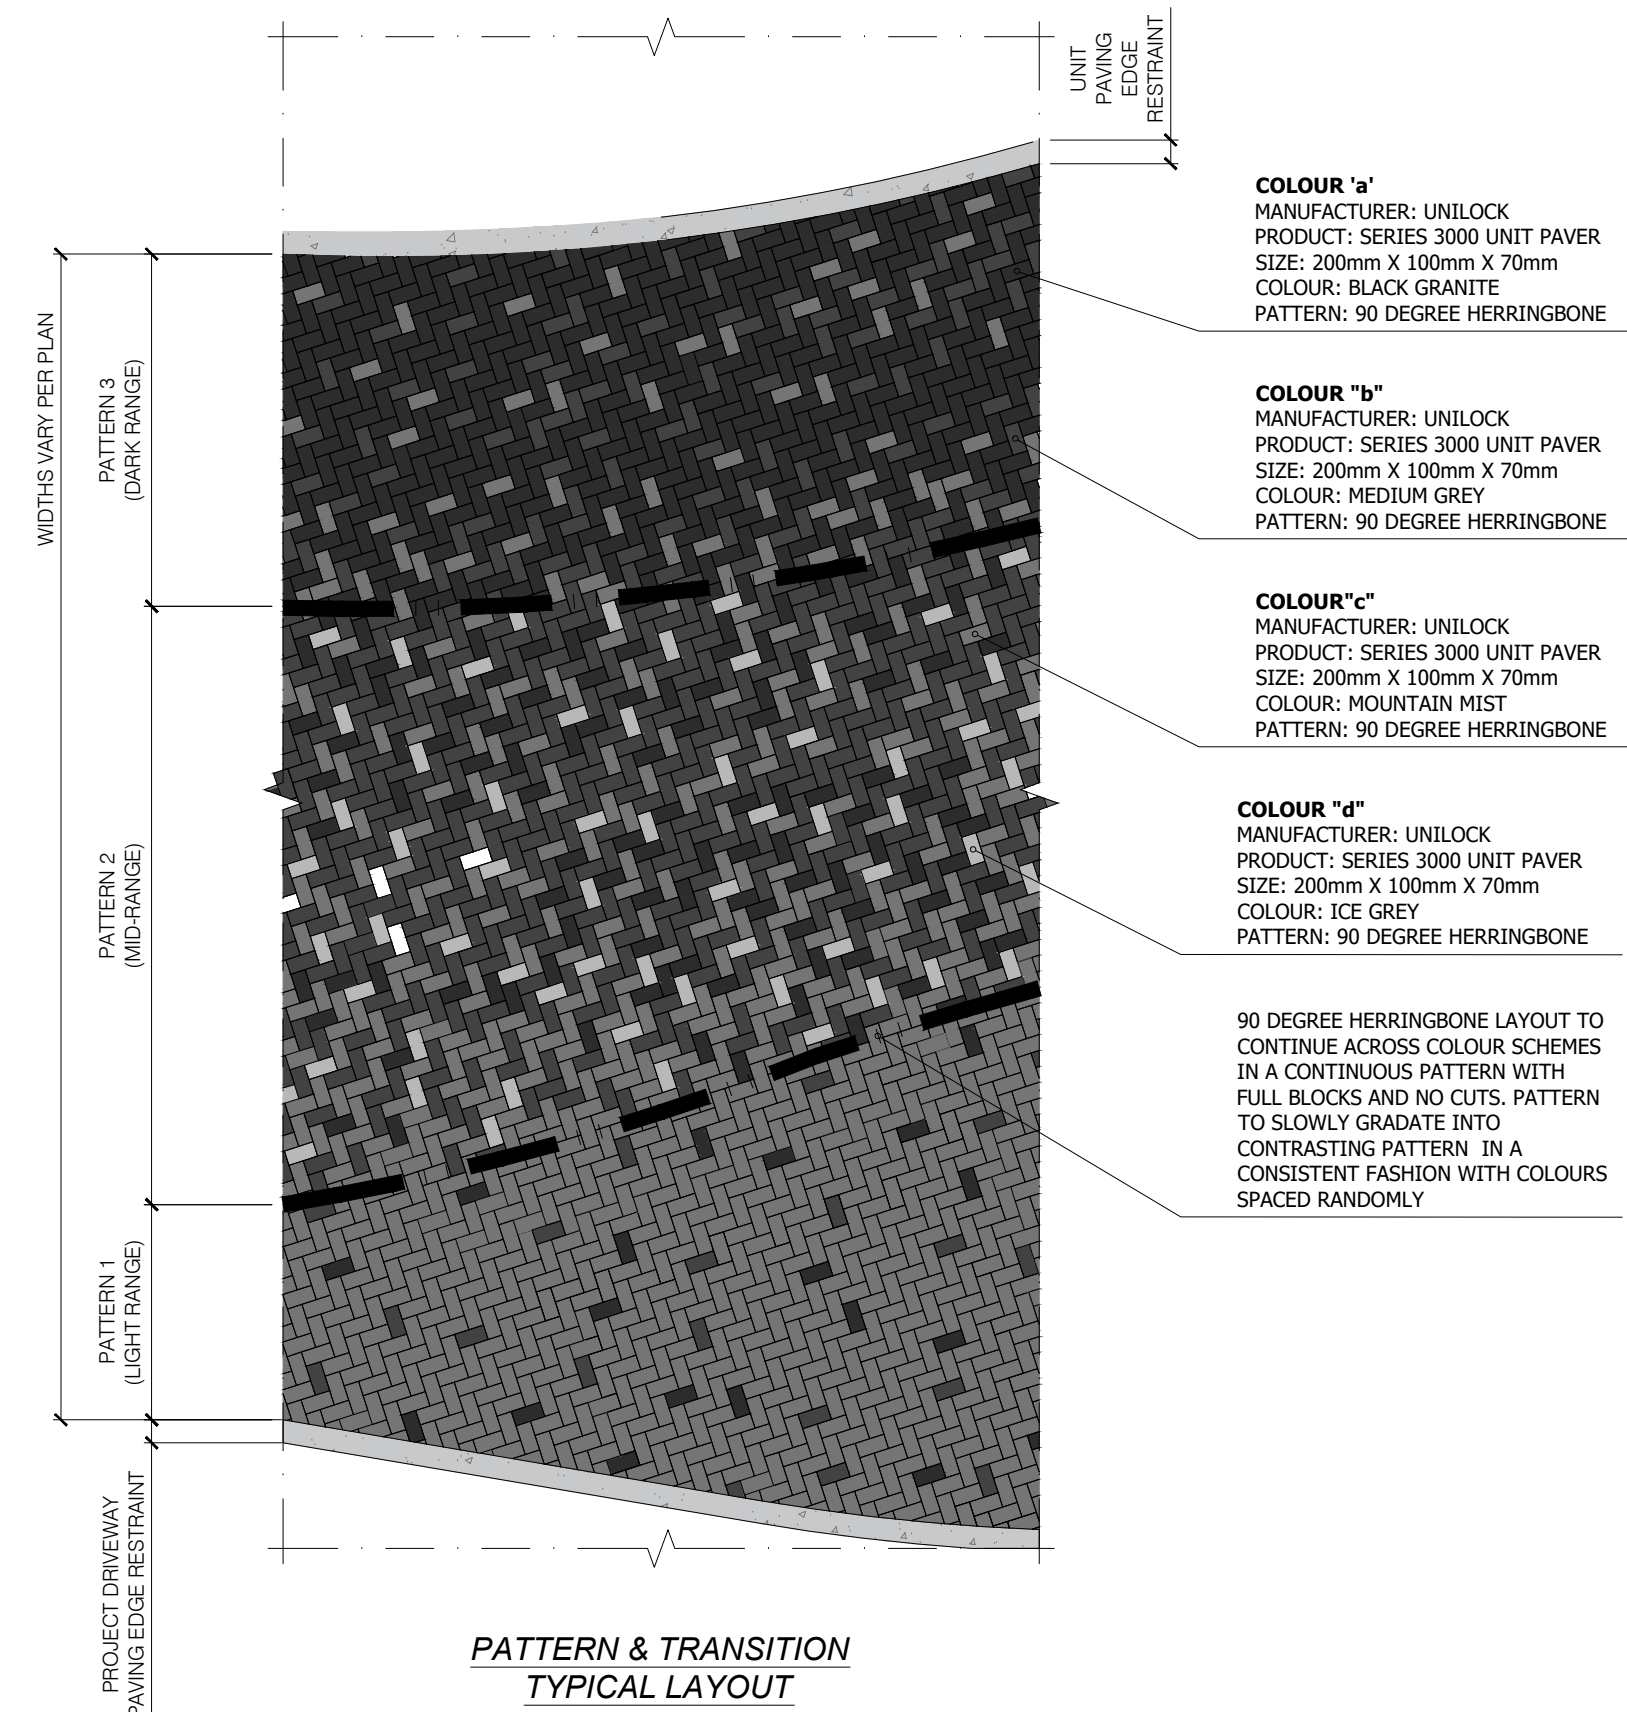 UNIT
PAVING
EDGE
RESTRAINT
WIDTHS VARY PER PLAN
PATTERN 3
(DARK RANGE)
PATTERN 2
(MID-RANGE)
PATTERN 1
(LIGHT RANGE)
PROJECT DRIVEWAY
PAVING EDGE RESTRAINT
COLOUR 'a'
MANUFACTURER: UNILOCK
PRODUCT: SERIES 3000 UNIT PAVER
SIZE: 200mm X 100mm X 70mm
COLOUR: BLACK GRANITE
PATTERN: 90 DEGREE HERRINGBONE
COLOUR "b"
MANUFACTURER: UNILOCK
PRODUCT: SERIES 3000 UNIT PAVER
SIZE: 200mm X 100mm X 70mm
COLOUR: MEDIUM GREY
PATTERN: 90 DEGREE HERRINGBONE
COLOUR"c"
MANUFACTURER: UNILOCK
PRODUCT: SERIES 3000 UNIT PAVER
SIZE: 200mm X 100mm X 70mm
COLOUR: MOUNTAIN MIST
PATTERN: 90 DEGREE HERRINGBONE
COLOUR "d"
MANUFACTURER: UNILOCK
PRODUCT: SERIES 3000 UNIT PAVER
SIZE: 200mm X 100mm X 70mm
COLOUR: ICE GREY
PATTERN: 90 DEGREE HERRINGBONE
90 DEGREE HERRINGBONE LAYOUT TO
CONTINUE ACROSS COLOUR SCHEMES
IN A CONTINUOUS PATTERN WITH
FULL BLOCKS AND NO CUTS. PATTERN
TO SLOWLY GRADATE INTO
CONTRASTING PATTERN  IN A
CONSISTENT FASHION WITH COLOURS
SPACED RANDOMLY
PATTERN & TRANSITION
TYPICAL LAYOUT